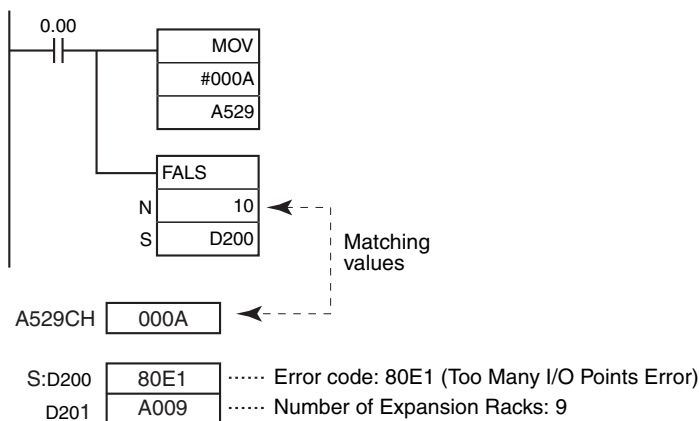 0.00
MOV
#000A
A529
FALS
N 10
S D200
Matching
values
A529CH 000A
S:D200 80E1 ...... Error code: 80E1 (Too Many I/O Points Error)
D201 A009 ...... Number of Expansion Racks: 9